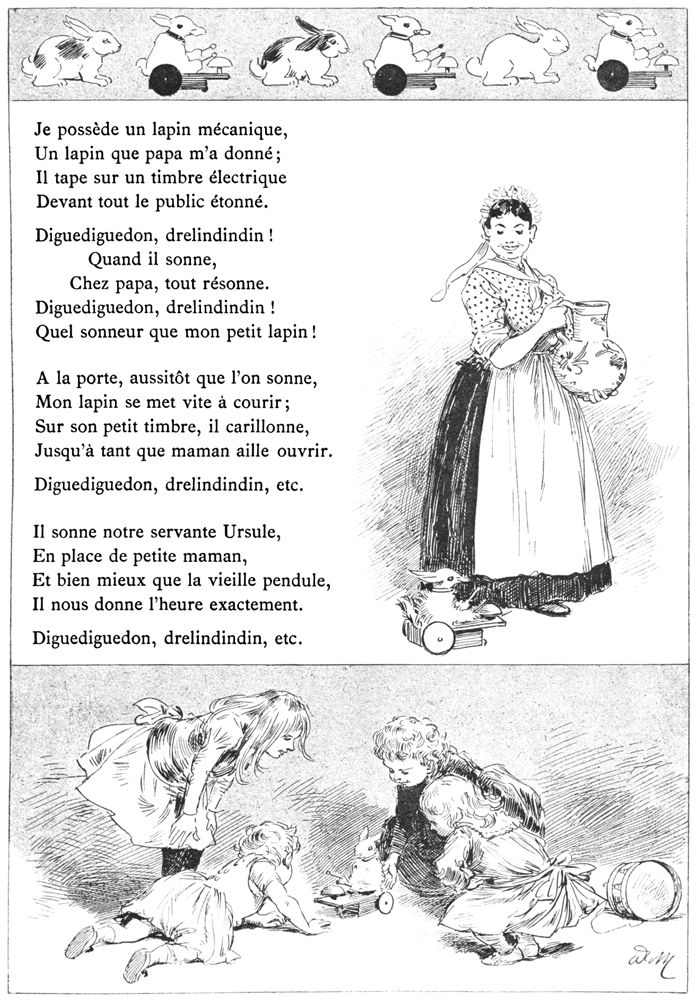 Je possède un lapin mécanique,
Un lapin que papa m'a donné ;
Il tape sur un timbre électrique
Devant tout le public étonné.
Diguediguedon, drelindindin !
Quand il sonne,
Chez papa, tout résonne.
Diguediguedon, drelindindin !
Quel sonneur que mon petit lapin !
A la porte, aussitôt que l'on sonne,
Mon lapin se met vite à courir ;
Sur son petit timbre, il carillonne,
Jusqu'à tant que maman aille ouvrir.
Diguediguedon, drelindindin, etc.
Il sonne notre servante Ursule,
En place de petite maman,
Et bien mieux que la vieille pendule,
Il nous donne l'heure exactement.
Diguediguedon, drelindindin, etc.